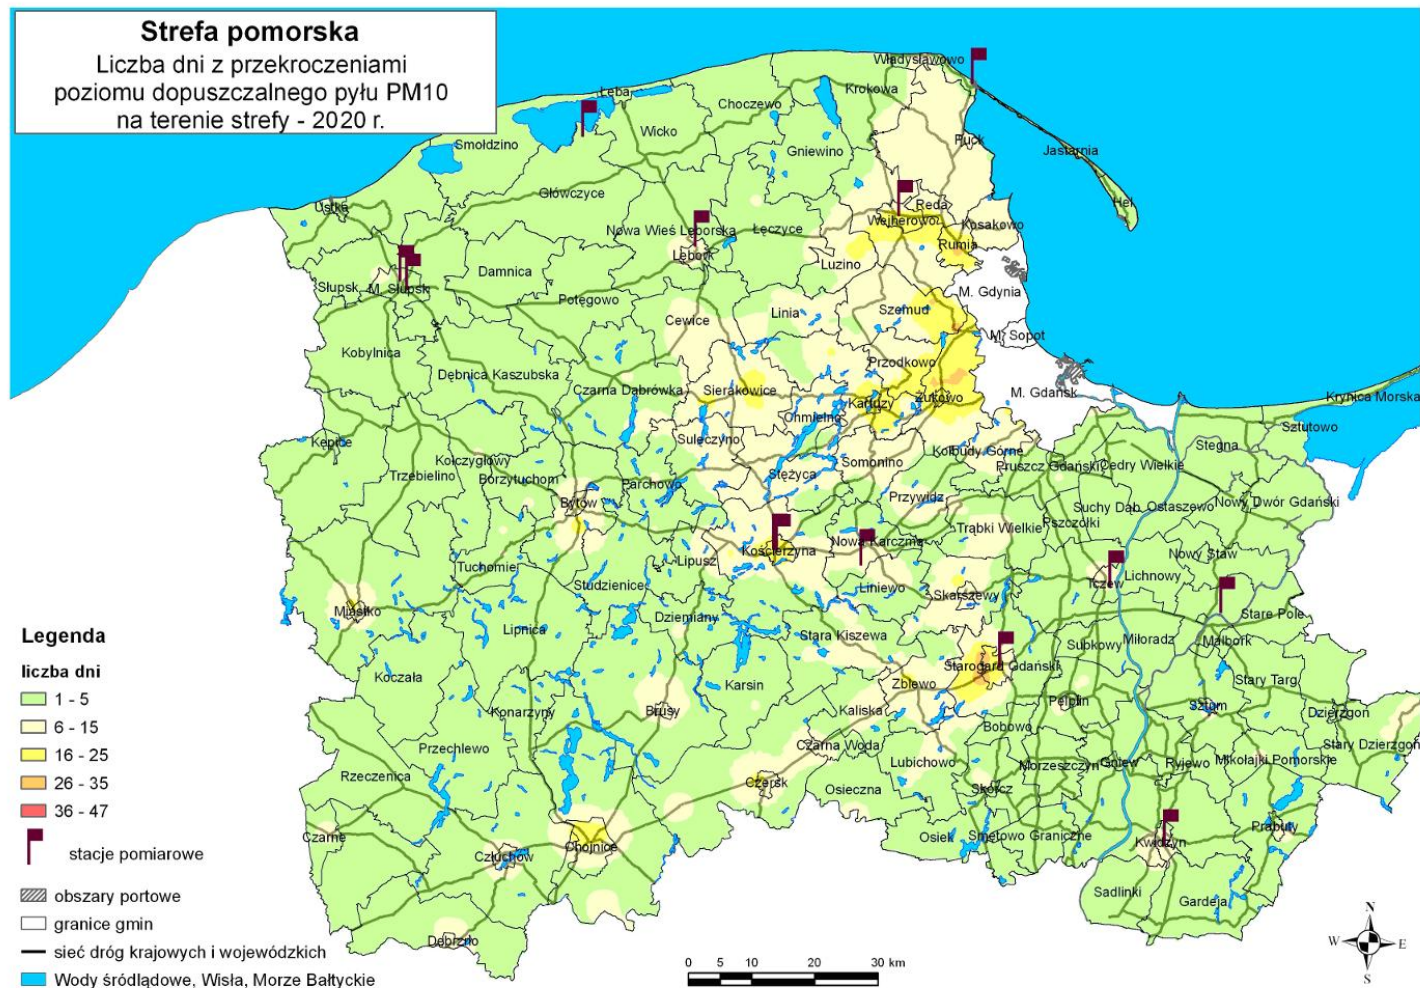 Strefa pomorska
Liczba dni z przekroczeniami
poziomu dopuszczalnego pyłu PM10
na terenie strefy - 2020 r.
Władysławowo
Łeba
Choczewo
Krokowa
Wicko
Puck
Smołdzino
Gniewino
Jastarnia
Główczyce
Hel
Ustka
Reda
Wejherowo
Kosakowo
Nowa Wieś Lęborska
Łęczyce
Rumia
Lębork
Luzino
Damnica
Słupsk
M. Słupsk
M. Gdynia
Potęgowo
Linia
Szemud
Cewice
M. Sopot
Kobylnica
Przodkowo
Dębnica Kaszubska
Czarna Dąbrówka
Sierakowice
M. Gdańsk
Krynica Morska
Kartuzy
Żukowo
Chmielno
Sztutowo
Kępice
Sulęczyno
Stegna
Kolbudy Górne
Kołczygłowy
Somonino
Pruszcz Gdański
Cedry Wielkie
Trzebielino
Borzytuchom
Stężyca
Parchowo
Przywidz
Bytów
Nowy Dwór Gdański
Suchy Dąb
Ostaszewo
Trąbki Wielkie
Pszczółki
Kościerzyna
Nowa Karczma
Nowy Staw
Lipusz
Tuchomie
Lichnowy
Studzienice
Tczew
Liniewo
Skarszewy
Miastko
Dziemiany
Stare Pole
Lipnica
Stara Kiszewa
Miłoradz
Malbork
Subkowy
Starogard Gdański
Koczała
Karsin
Zblewo
Stary Targ
Pelplin
Konarzyny
Brusy
Kaliska
Sztum
Dzierzgoń
Bobowo
Przechlewo
Czarna Woda
Stary Dzierzgoń
Lubichowo
Morzeszczyn
Gniew
Ryjewo
Mikołajki Pomorskie
Rzeczenica
Czersk
Osieczna
Skórcz
Prabuty
Czarne
Osiek
Smętowo Graniczne
Kwidzyn
Chojnice
Człuchów
Sadlinki
Gardeja
Debrzno
Legenda
liczba dni
1 - 5
6 - 15
16 - 25
26 - 35
36 - 47
stacje pomiarowe
obszary portowe
granice gmin
sieć dróg krajowych i wojewódzkich
Wody śródlądowe, Wisła, Morze Bałtyckie
0 5 10 20 30 km
N
W E
S